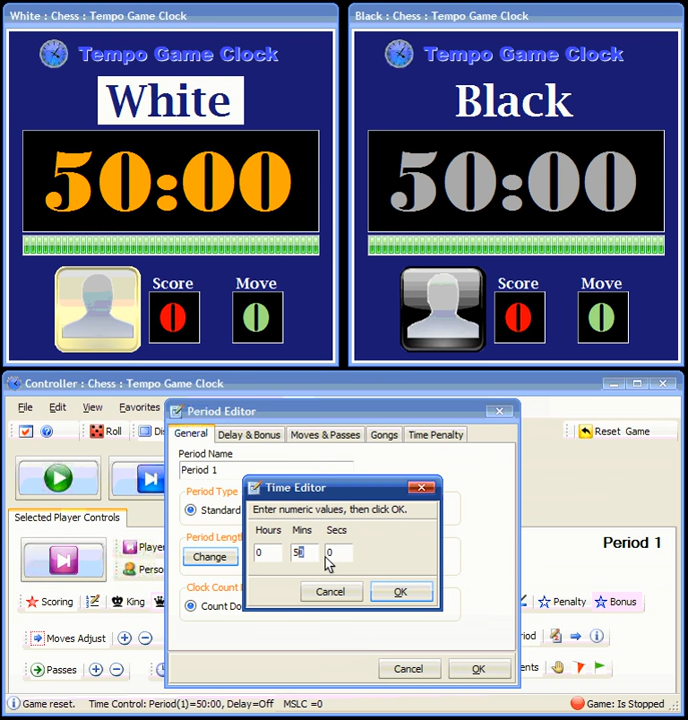 White : Chess : Tempo Game Clock
Tempo Game Clock
White
50:00
Score
Move
0
0
Black : Chess : Tempo Game Clock
Tempo Game Clock
Black
50:00
Score
Move
0
0
Controller : Chess : Tempo Game Clock
File Edit View Favorites
Roll
Reset Game
Selected Player Controls
Period 1
Scoring King Penalty Bonus
Moves Adjust
Passes
Period Editor
General Delay & Bonus Moves & Passes Gongs Time Penalty
Period Name
Period 1
Period Type
Standard
Period Length
Change
Cancel OK
Time Editor
Enter numeric values, then click OK.
Hours Mins Secs
0 0
Cancel OK
Game reset. Time Control: Period(1)=50:00, Delay=Off MSLC =0 Game: Is Stopped